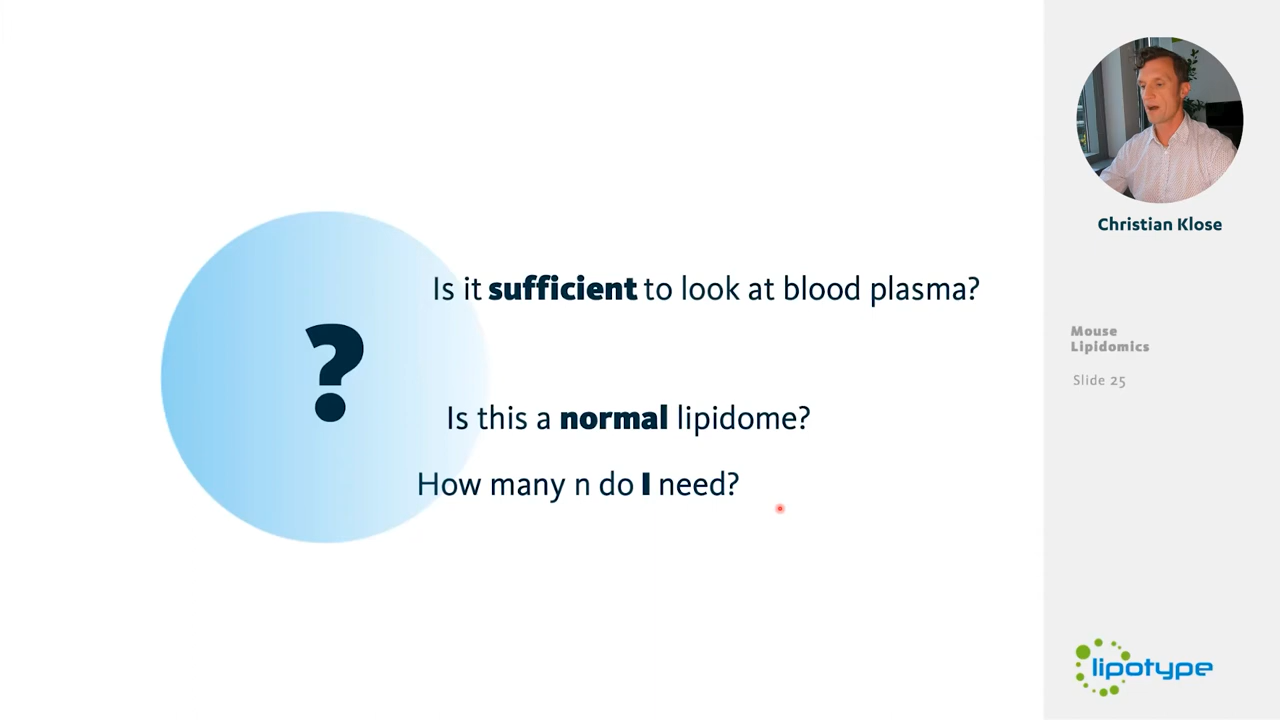 Is it sufficient to look at blood plasma?
?
Is this a normal lipidome?
How many n do I need?
Christian Klose
Mouse
Lipidomics
Slide 25
lipotype